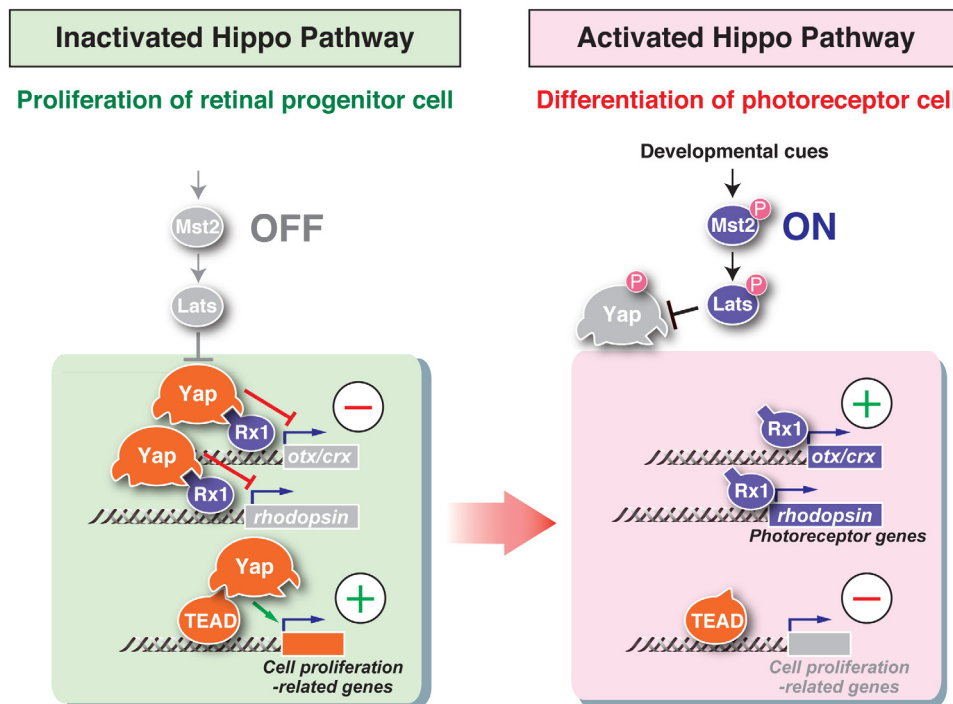 Inactivated Hippo Pathway
Proliferation of retinal progenitor cell
Mst2
OFF
Lats
Yap
Rx1
otx/crx
Yap
Rx1
rhodopsin
Yap
TEAD
Cell proliferation
-related genes
Activated Hippo Pathway
Differentiation of photoreceptor cell
Developmental cues
P
Mst2
ON
P
P
Lats
Yap
Rx1
otx/crx
Rx1
rhodopsin
Photoreceptor genes
TEAD
Cell proliferation
-related genes